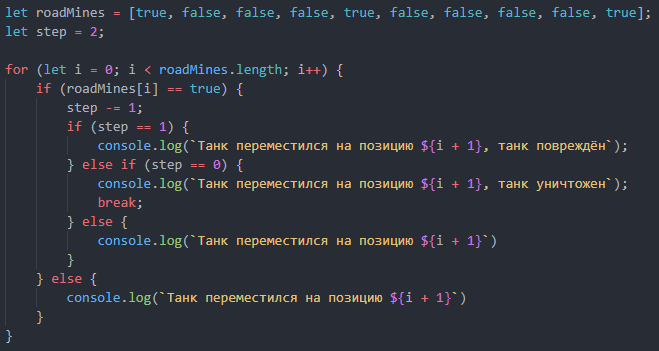 let roadMines = [true, false, false, false, true, false, false, false, false, true];
let step = 2;

for (let i = 0; i < roadMines.length; i++) {
    if (roadMines[i] == true) {
        step -= 1;
        if (step == 1) {
            console.log(`Танк переместился на позицию ${i + 1}, танк повреждён`);
        } else if (step == 0) {
            console.log(`Танк переместился на позицию ${i + 1}, танк уничтожен`);
            break;
        } else {
            console.log(`Танк переместился на позицию ${i + 1}`)
        }
    } else {
        console.log(`Танк переместился на позицию ${i + 1}`)
    }
}